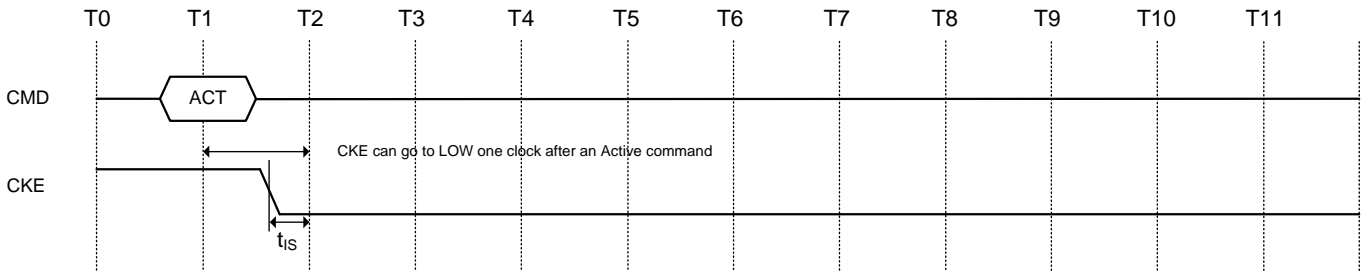 T0 T1 T2 T3 T4 T5 T6 T7 T8 T9 T10 T11
CMD ACT
CKE can go to LOW one clock after an Active command
CKE
tIS